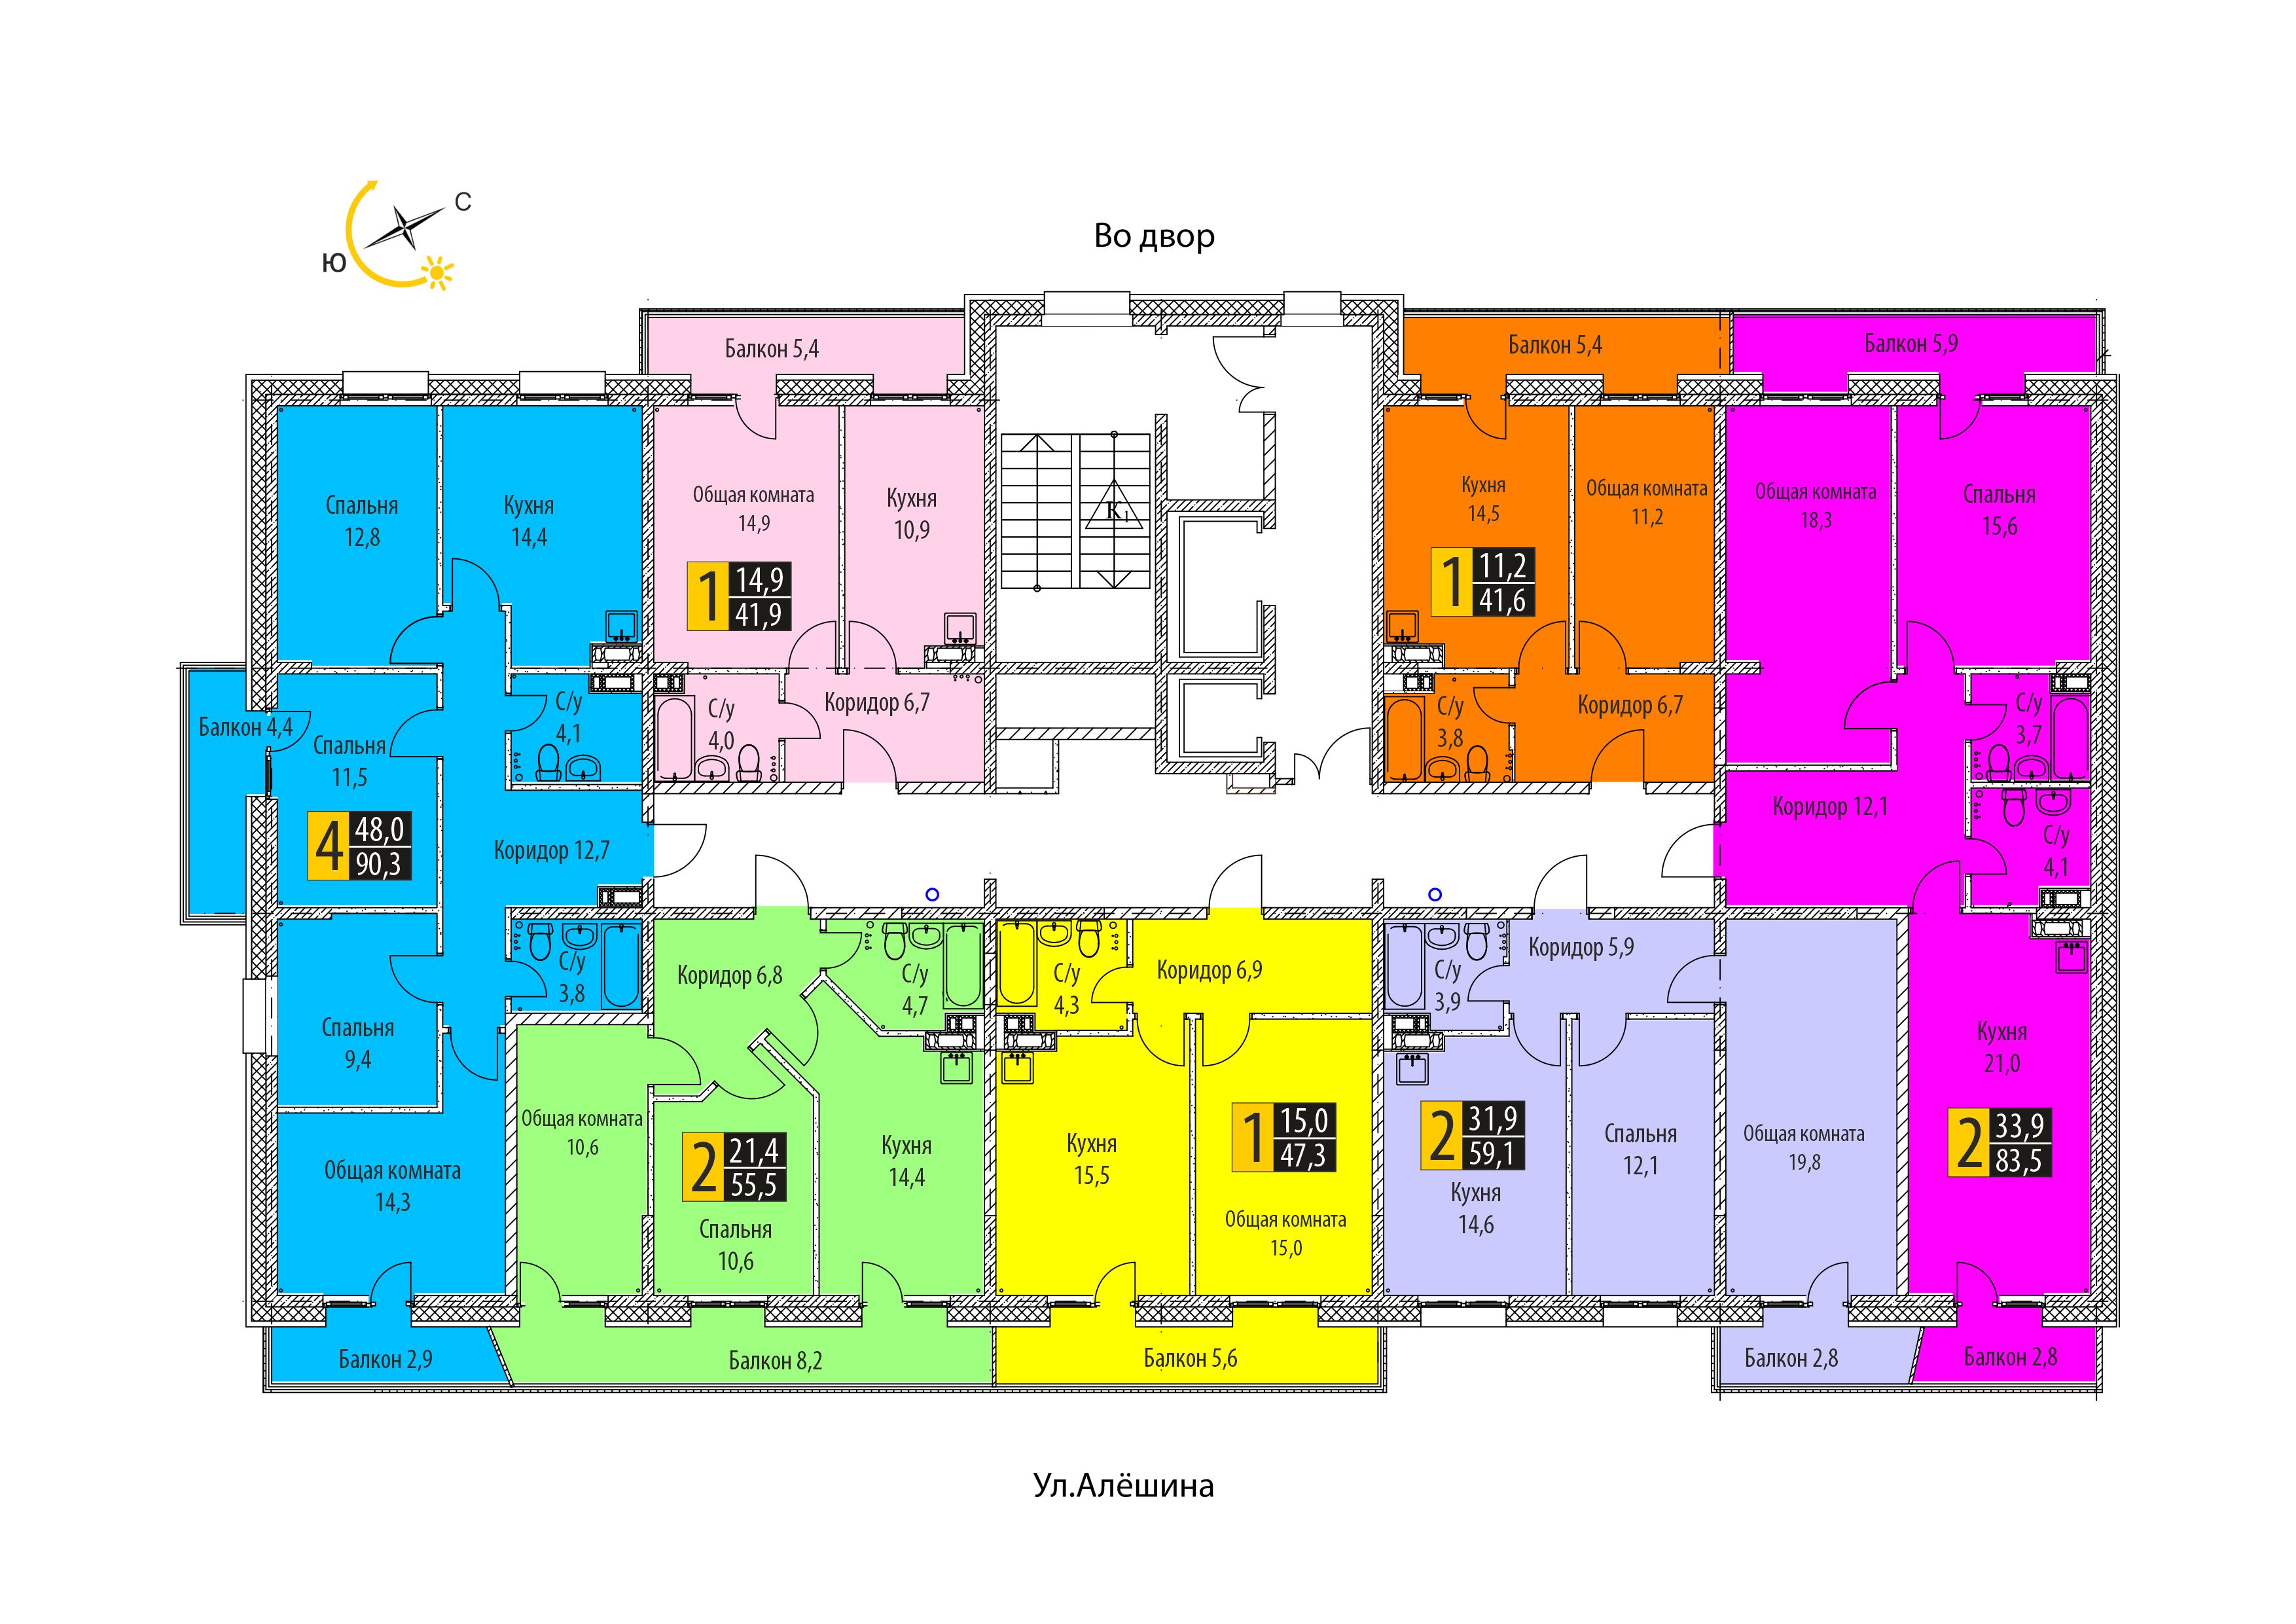 С
Ю
Во двор
Балкон 5,4
Балкон 5,4
Балкон 5,9
Спальня
12,8
Кухня
14,4
Общая комната
14,9
1
14,9
41,9
Кухня
10,9
К1
Кухня
14,5
1
11,2
41,6
Общая комната
11,2
Общая комната
18,3
Спальня
15,6
Балкон 4,4
Спальня
11,5
4
48,0
90,3
С/у
4,1
С/у
4,0
Коридор 6,7
С/у
3,8
Коридор 6,7
С/у
3,7
Коридор 12,7
Коридор 12,1
С/у
4,1
Спальня
9,4
С/у
3,8
Коридор 6,8
С/у
4,7
С/у
4,3
Коридор 6,9
С/у
3,9
Коридор 5,9
Кухня
21,0
2
33,9
83,5
Общая комната
14,3
Общая комната
10,6
2
21,4
55,5
Спальня
10,6
Кухня
14,4
Кухня
15,5
1
15,0
47,3
Общая комната
15,0
2
31,9
59,1
Кухня
14,6
Спальня
12,1
Общая комната
19,8
Балкон 2,9
Балкон 8,2
Балкон 5,6
Балкон 2,8
Балкон 2,8
Ул.Алёшина